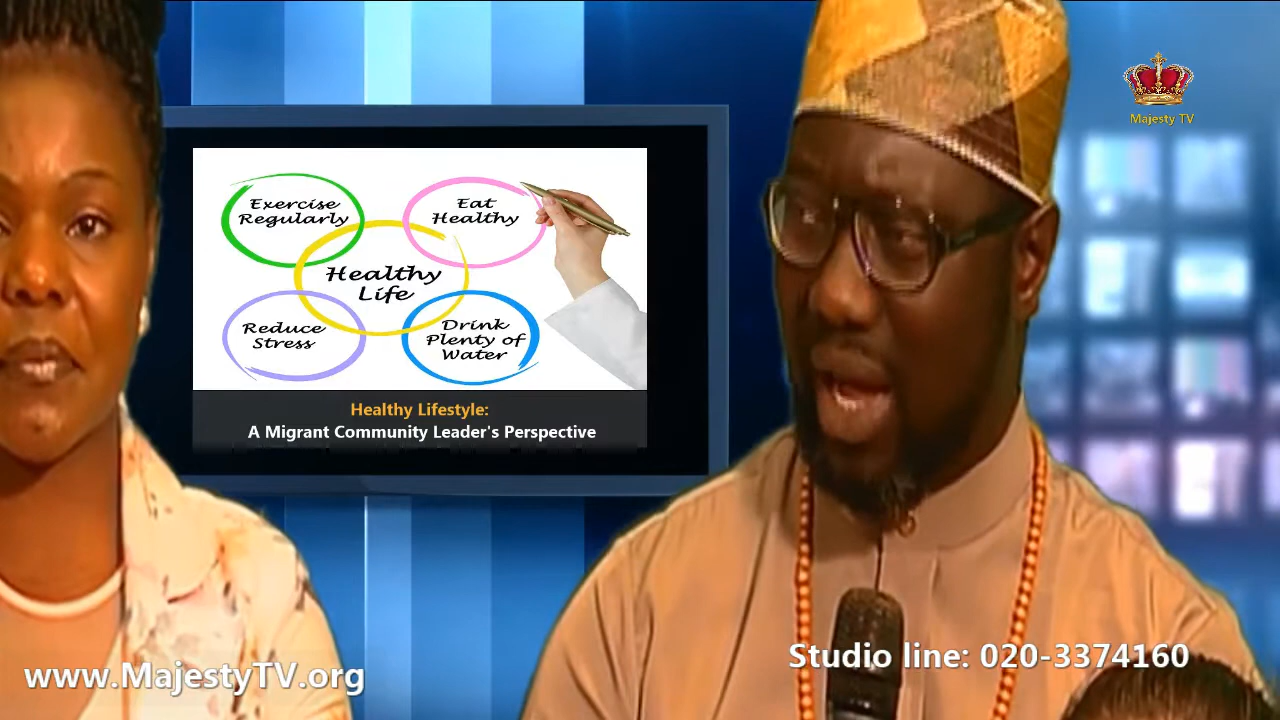 Majesty TV
Exercise
Regularly
Eat
Healthy
Healthy
Life
Reduce
Stress
Drink
Plenty of
Water
Healthy Lifestyle:
A Migrant Community Leader's Perspective
Studio line: 020-3374160
www.MajestyTV.org